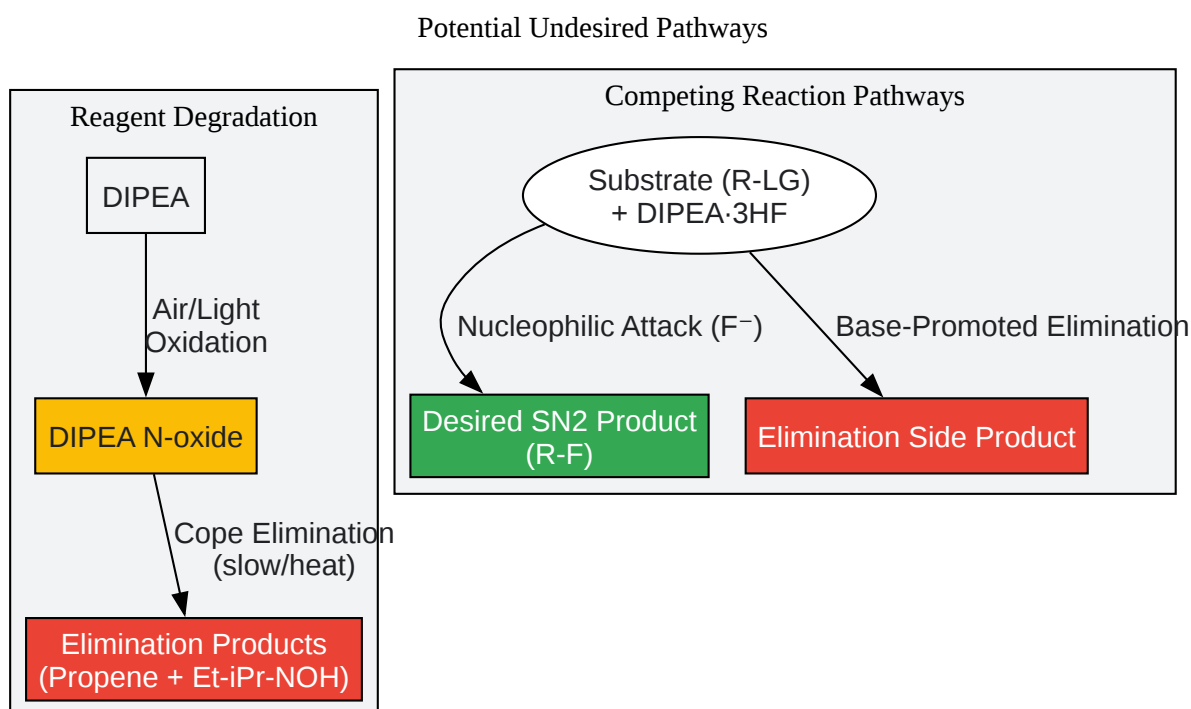 Potential Undesired Pathways
Reagent Degradation
DIPEA
Air/Light
Oxidation
DIPEA N-oxide
Cope Elimination
(slow/heat)
Elimination Products
(Propene + Et-iPr-NOH)
Competing Reaction Pathways
Substrate (R-LG)
+ DIPEA·3HF
Nucleophilic Attack (F⁻)
Base-Promoted Elimination
Desired SN2 Product
(R-F)
Elimination Side Product